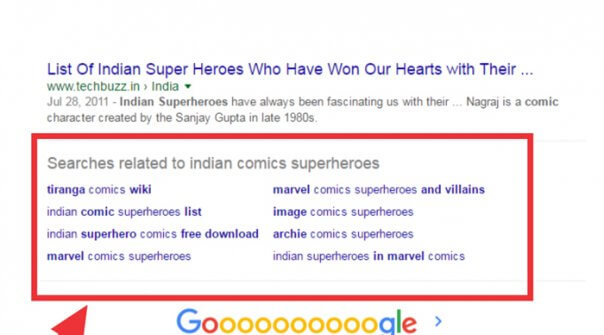 List Of Indian Super Heroes Who Have Won Our Hearts with Their ...
www.techbuzz.in › India
Jul 28, 2011 - Indian Superheroes have always been fascinating us with their ... Nagraj is a comic
character created by the Sanjay Gupta in late 1980s.
Searches related to indian comics superheroes
tiranga comics wiki
indian comic superheroes list
indian superhero comics free download
marvel comics superheroes
marvel comics superheroes and villains
image comics superheroes
archie comics superheroes
indian superheroes in marvel comics
Goooooooooogle ›